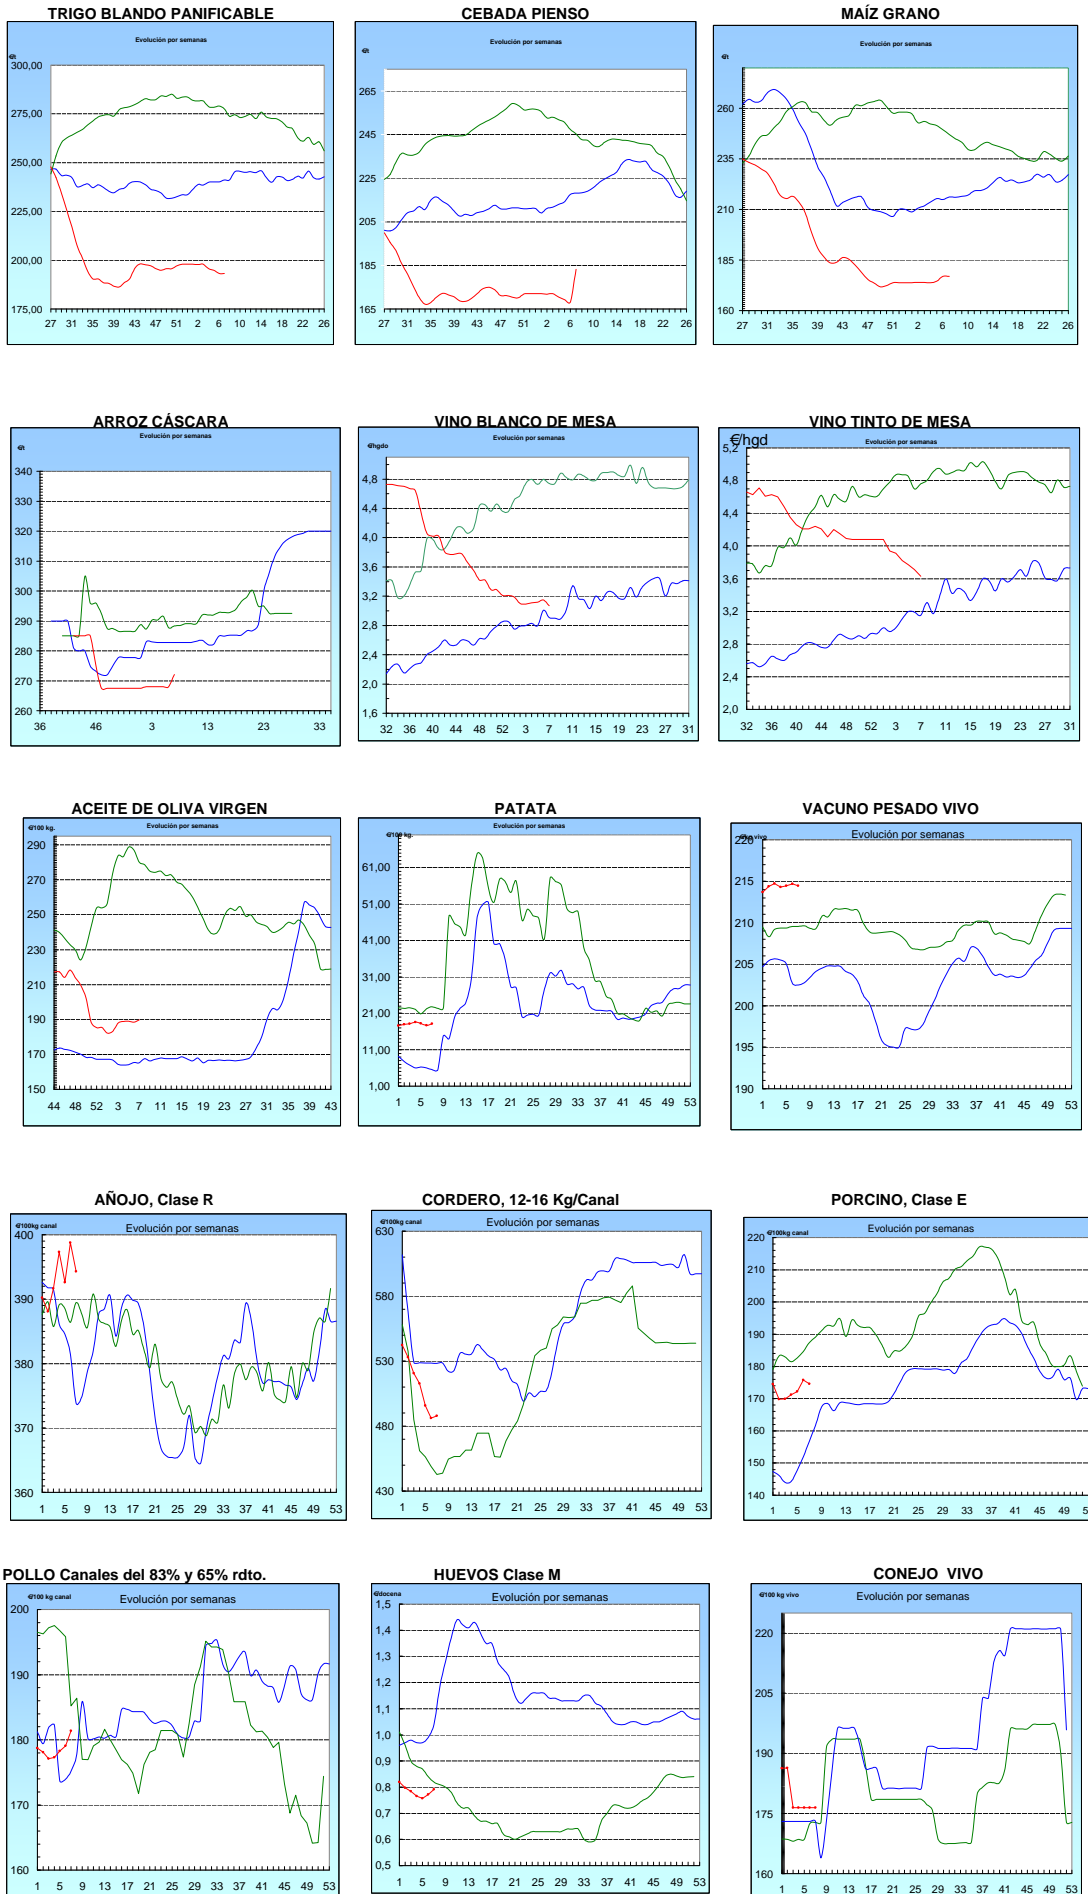 TRIGO BLANDO PANIFICABLE
Evolución por semanas
€/t
300,00
275,00
250,00
225,00
200,00
175,00
27 31 35 39 43 47 51 2 6 10 14 18 22 26
CEBADA PIENSO
Evolución por semanas
€/t
265
245
225
205
185
165
27 31 35 39 43 47 51 2 6 10 14 18 22 26
MAÍZ GRANO
Evolución por semanas
€/t
260
235
210
185
160
27 31 35 39 43 47 51 2 6 10 14 18 22 26
ARROZ CÁSCARA
Evolución por semanas
€/t
340
330
320
310
300
290
280
270
260
36 46 3 13 23 33
VINO BLANCO DE MESA
Evolución por semanas
€/hgdo
4,8
4,4
4,0
3,6
3,2
2,8
2,4
2,0
1,6
32 36 40 44 48 52 3 7 11 15 19 23 27 31
VINO TINTO DE MESA
Evolución por semanas
€/hgd
5,2
4,8
4,4
4,0
3,6
3,2
2,8
2,4
2,0
32 36 40 44 48 52 3 7 11 15 19 23 27 31
ACEITE DE OLIVA VIRGEN
Evolución por semanas
€/100 kg.
290
270
250
230
210
190
170
150
44 48 52 3 7 11 15 19 23 27 31 35 39 43
PATATA
Evolución por semanas
€/100 kg.
61,00
51,00
41,00
31,00
21,00
11,00
1,00
1 5 9 13 17 21 25 29 33 37 41 45 49 53
VACUNO PESADO VIVO
Evolución por semanas
vivo
220
215
210
205
200
195
190
1 5 9 13 17 21 25 29 33 37 41 45 49 53
AÑOJO, Clase R
Evolución por semanas
€/100kg canal
400
390
380
370
360
1 5 9 13 17 21 25 29 33 37 41 45 49 53
CORDERO, 12-16 Kg/Canal
Evolución por semanas
€/100kg canal
630
580
530
480
430
1 5 9 13 17 21 25 29 33 37 41 45 49 53
PORCINO, Clase E
Evolución por semanas
€/100kg canal
220
210
200
190
180
170
160
150
140
1 5 9 13 17 21 25 29 33 37 41 45 49
POLLO Canales del 83% y 65% rdto.
Evolución por semanas
€/100 kg canal
200
190
180
170
160
1 5 9 13 17 21 25 29 33 37 41 45 49 53
HUEVOS Clase M
Evolución por semanas
€/docena
1,5
1,4
1,3
1,2
1,1
1,0
0,9
0,8
0,7
0,6
0,5
1 5 9 13 17 21 25 29 33 37 41 45 49 53
CONEJO VIVO
Evolución por semanas
€/100 kg vivo
220
205
190
175
160
1 5 9 13 17 21 25 29 33 37 41 45 49 53